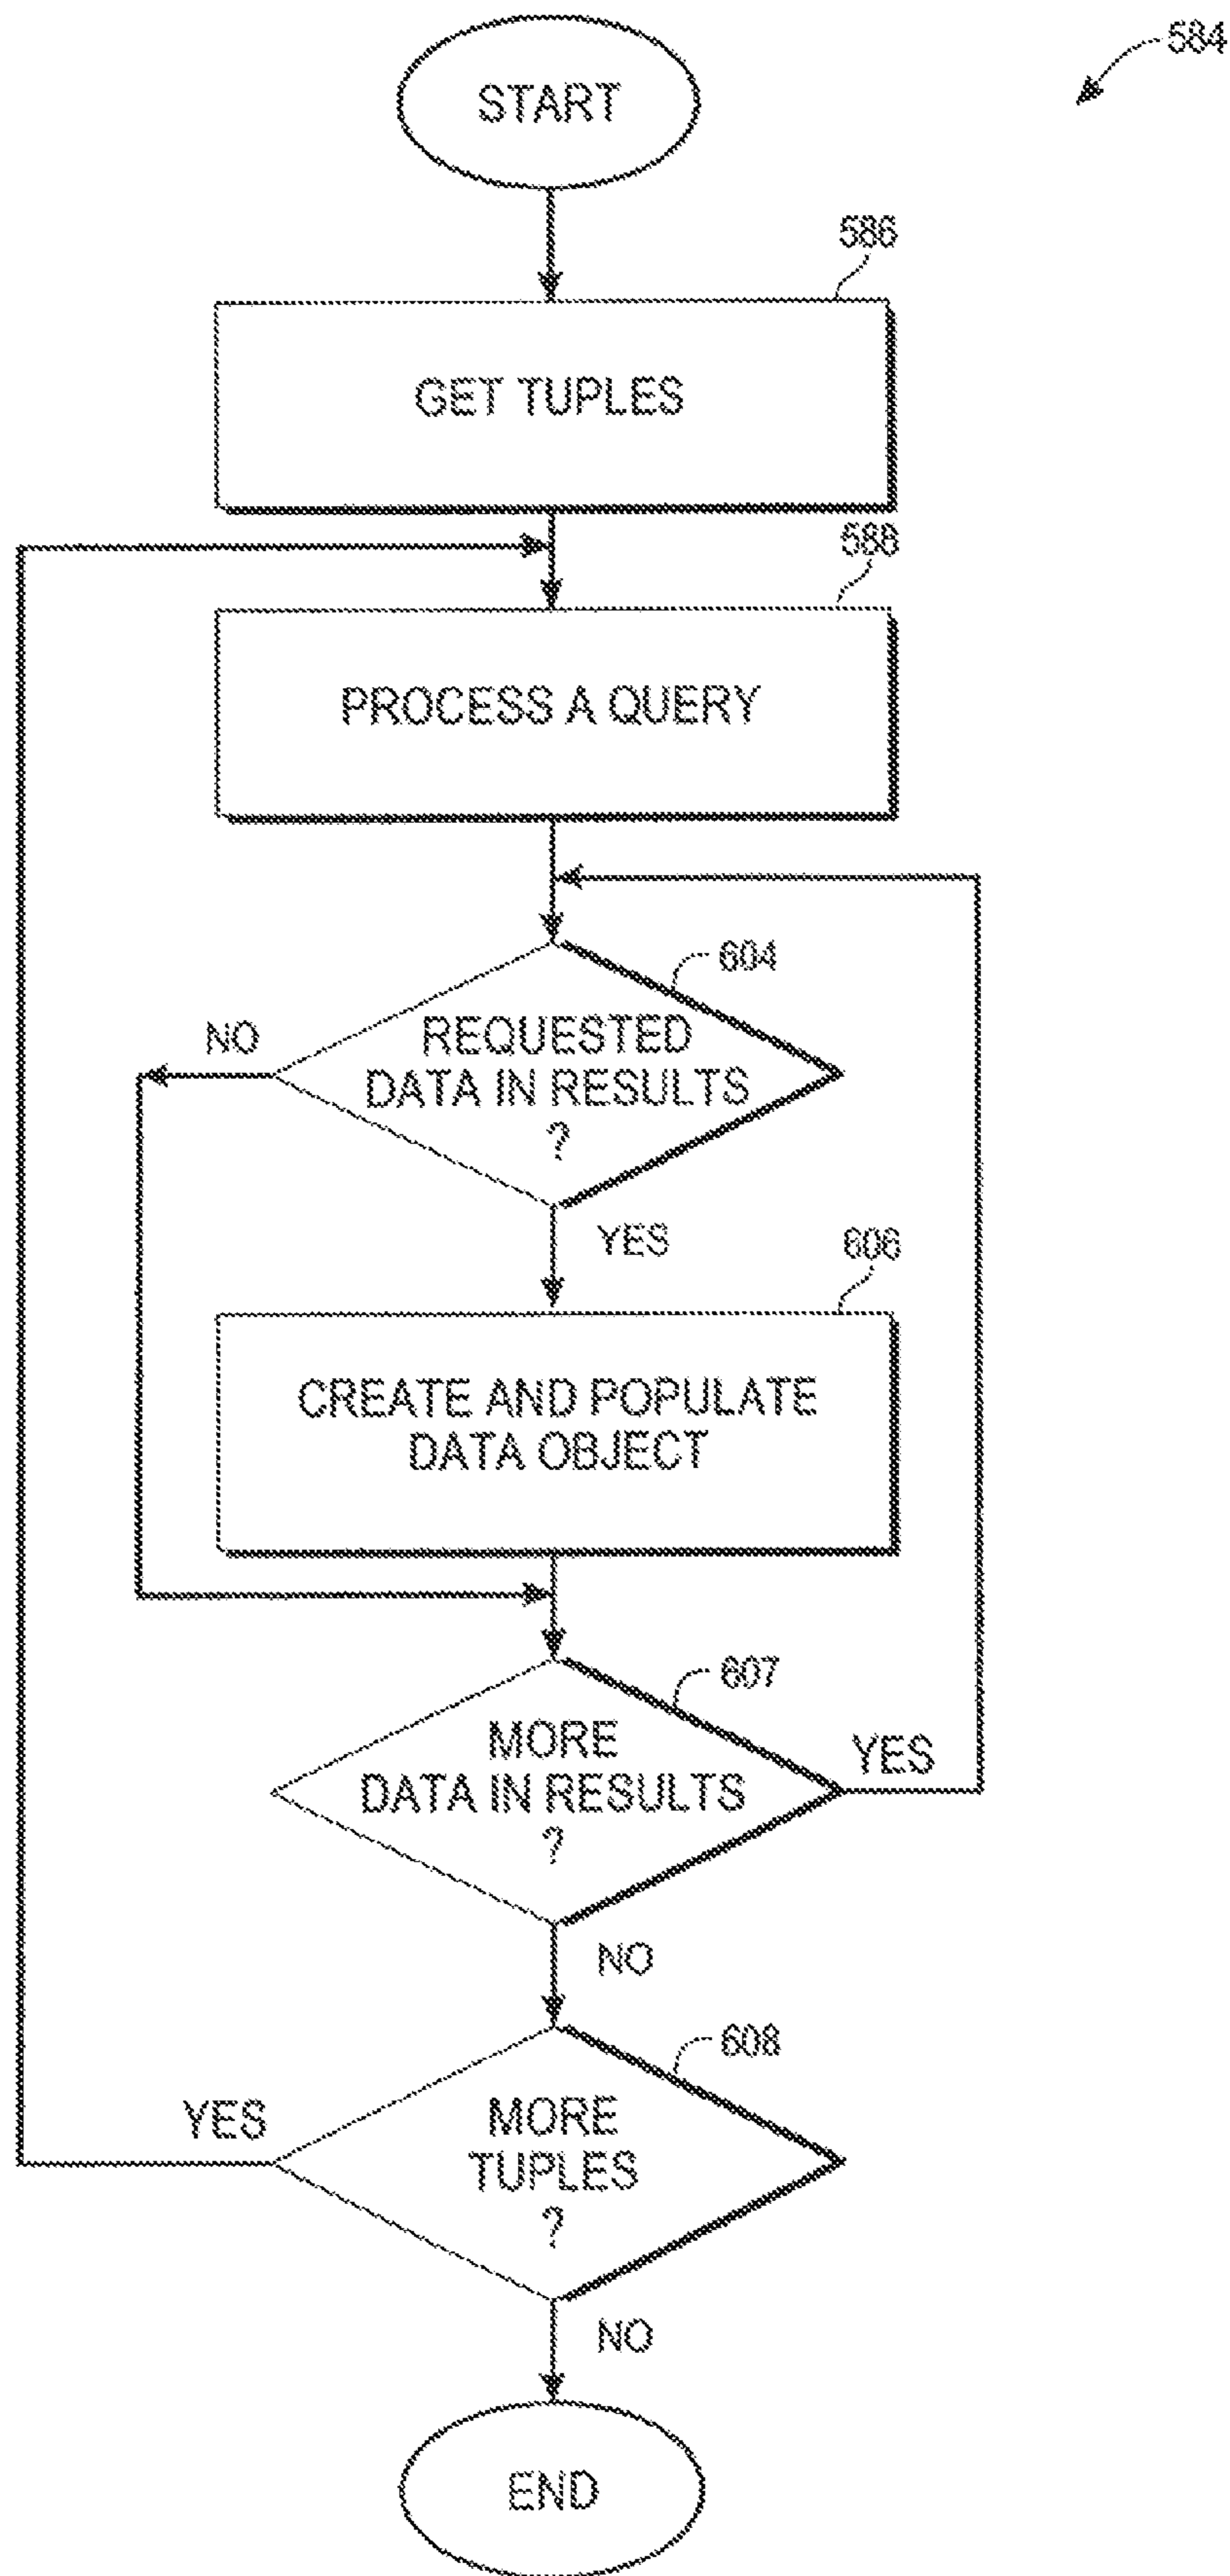 584
START
586
GET TUPLES
588
PROCESS A QUERY
604
NO
REQUESTED
DATA IN RESULTS
?
YES
606
CREATE AND POPULATE
DATA OBJECT
607
MORE
DATA IN RESULTS
?
YES
NO
608
YES
MORE
TUPLES
?
NO
END